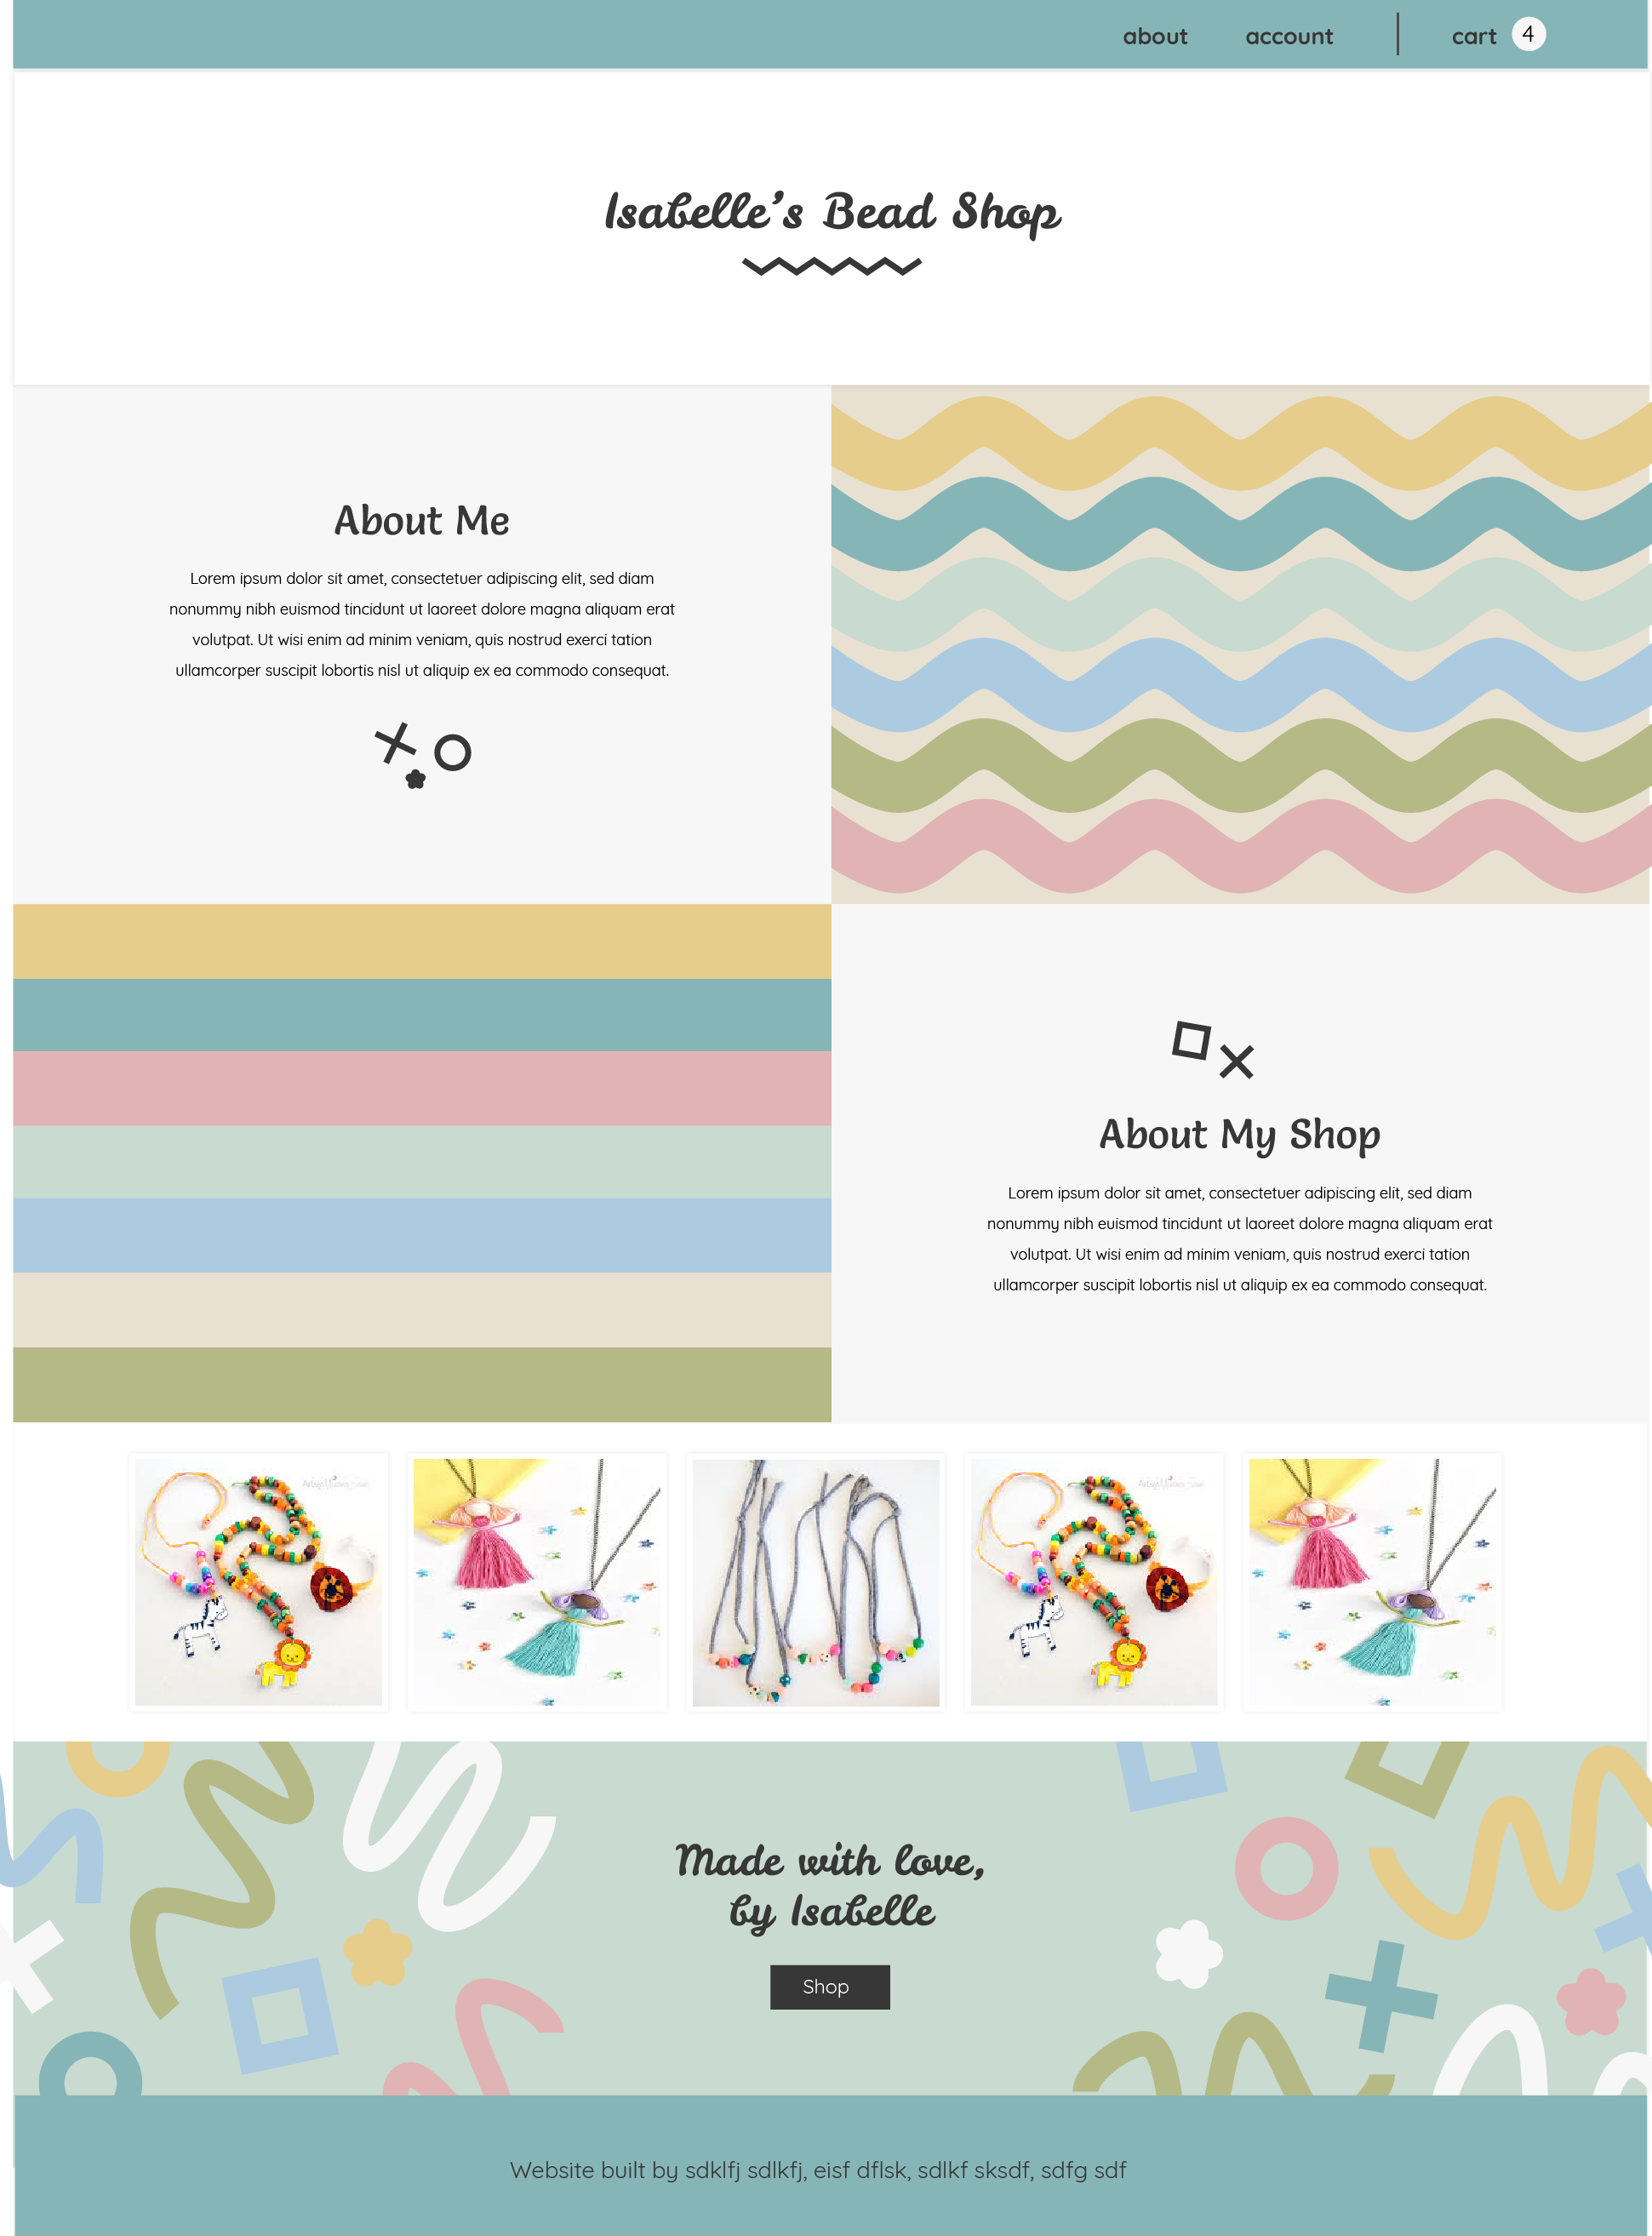 about account cart 4
Isabelle’s Bead Shop
About Me
Lorem ipsum dolor sit amet, consectetuer adipiscing elit, sed diam
nonummy nibh euismod tincidunt ut laoreet dolore magna aliquam erat
volutpat. Ut wisi enim ad minim veniam, quis nostrud exerci tation
ullamcorper suscipit lobortis nisl ut aliquip ex ea commodo consequat.
About My Shop
Lorem ipsum dolor sit amet, consectetuer adipiscing elit, sed diam
nonummy nibh euismod tincidunt ut laoreet dolore magna aliquam erat
volutpat. Ut wisi enim ad minim veniam, quis nostrud exerci tation
ullamcorper suscipit lobortis nisl ut aliquip ex ea commodo consequat.
Made with love,
by Isabelle
Shop
Website built by sdklfj sdlkfj, eisf dflsk, sdlkf sksdf, sdfg sdf